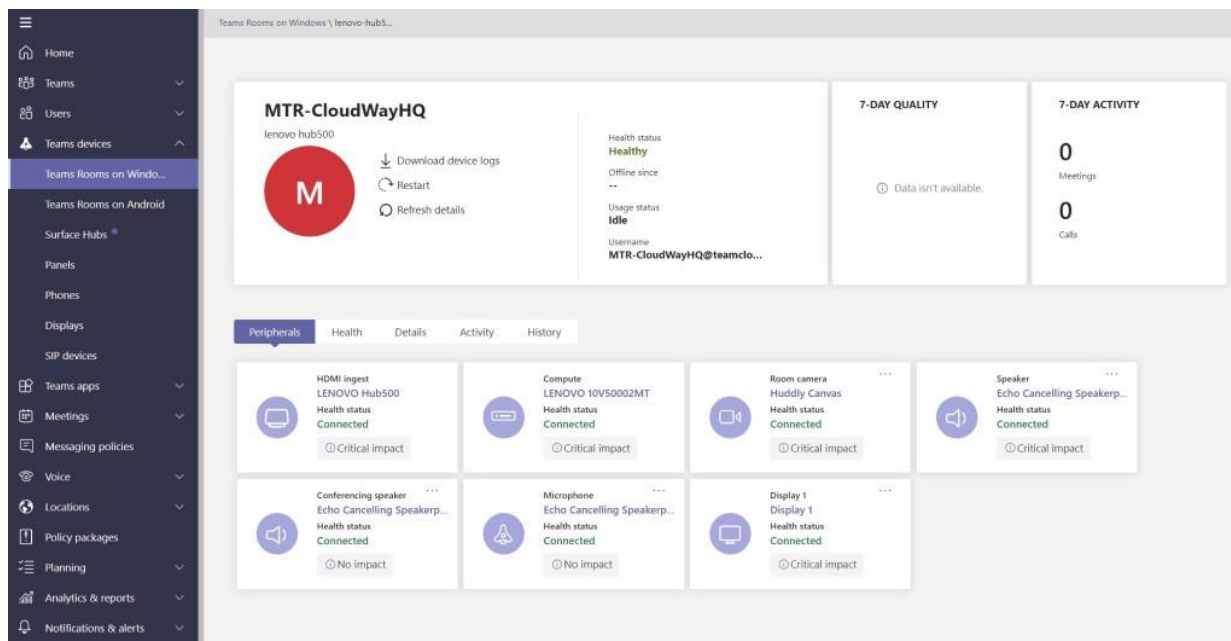 Teams Rooms on Windows \ lenovo-hub5...
Home
Teams
Users
Teams devices
Teams Rooms on Windo...
Teams Rooms on Android
Surface Hubs
Panels
Phones
Displays
SIP devices
Teams apps
Meetings
Messaging policies
Voice
Locations
Policy packages
Planning
Analytics & reports
Notifications & alerts
MTR-CloudWayHQ
lenovo hub500
M
Download device logs
Restart
Refresh details
Health status
Healthy
Offline since
--
Usage status
Idle
Username
MTR-CloudWayHQ@teamclo...
7-DAY QUALITY
Data isn't available.
7-DAY ACTIVITY
0
Meetings
0
Calls
Peripherals Health Details Activity History
HDMI ingest
LENOVO Hub500
Health status
Connected
Critical impact
Compute
LENOVO 10V50002MT
Health status
Connected
Critical impact
Room camera
Huddly Canvas
Health status
Connected
Critical impact
Speaker
Echo Cancelling Speakerp...
Health status
Connected
Critical impact
Conferencing speaker
Echo Cancelling Speakerp...
Health status
Connected
No impact
Microphone
Echo Cancelling Speakerp...
Health status
Connected
No impact
Display 1
Display 1
Health status
Connected
Critical impact